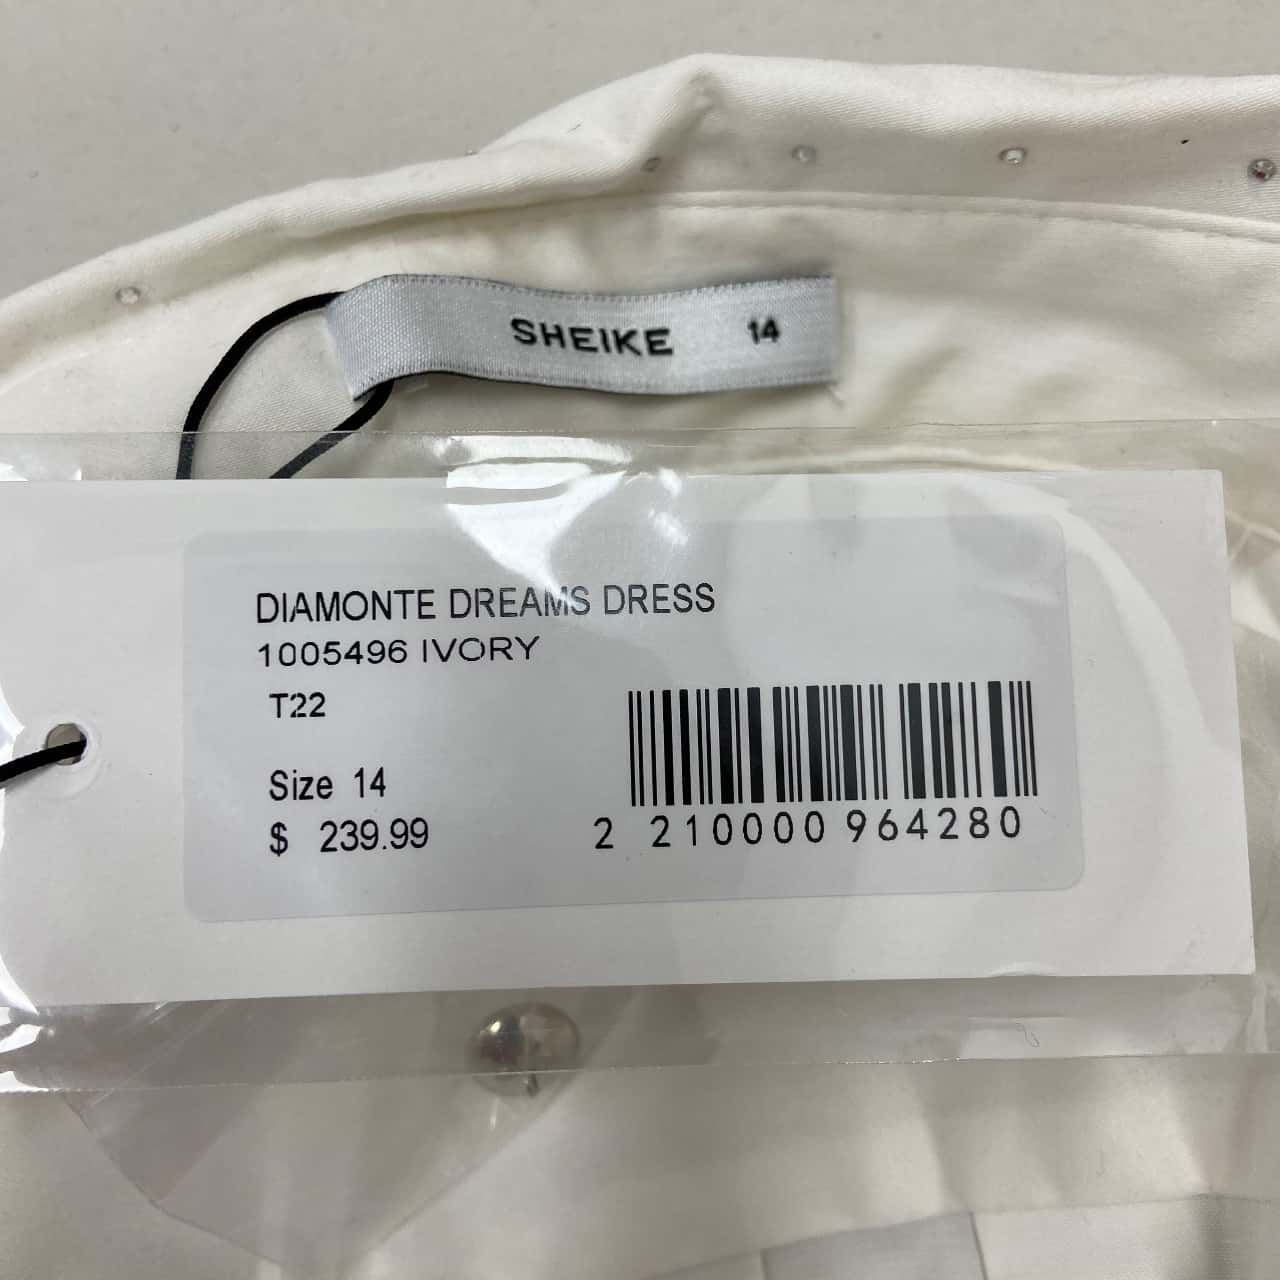 SHEIKE 14
DIAMONTE DREAMS DRESS
1005496 IVORY
T22
Size 14
$ 239.99
2 210000 964280